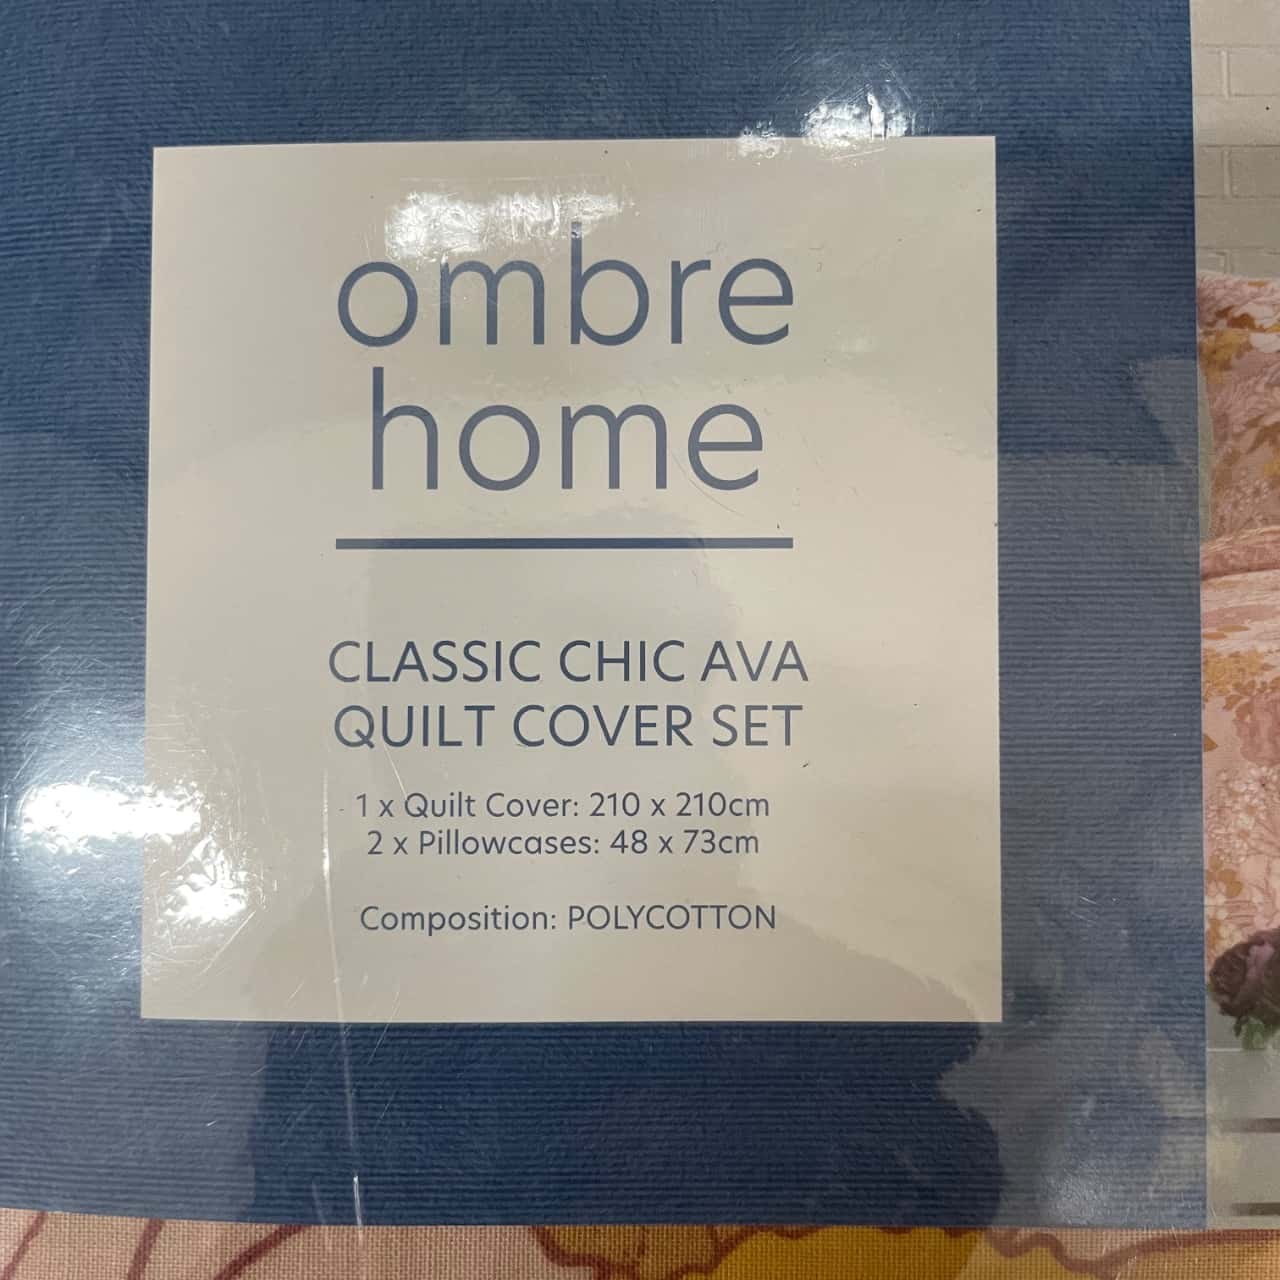 ombre
home
CLASSIC CHIC AVA
QUILT COVER SET
1 x Quilt Cover: 210 x 210cm
2 x Pillowcases: 48 x 73cm
Composition: POLYCOTTON